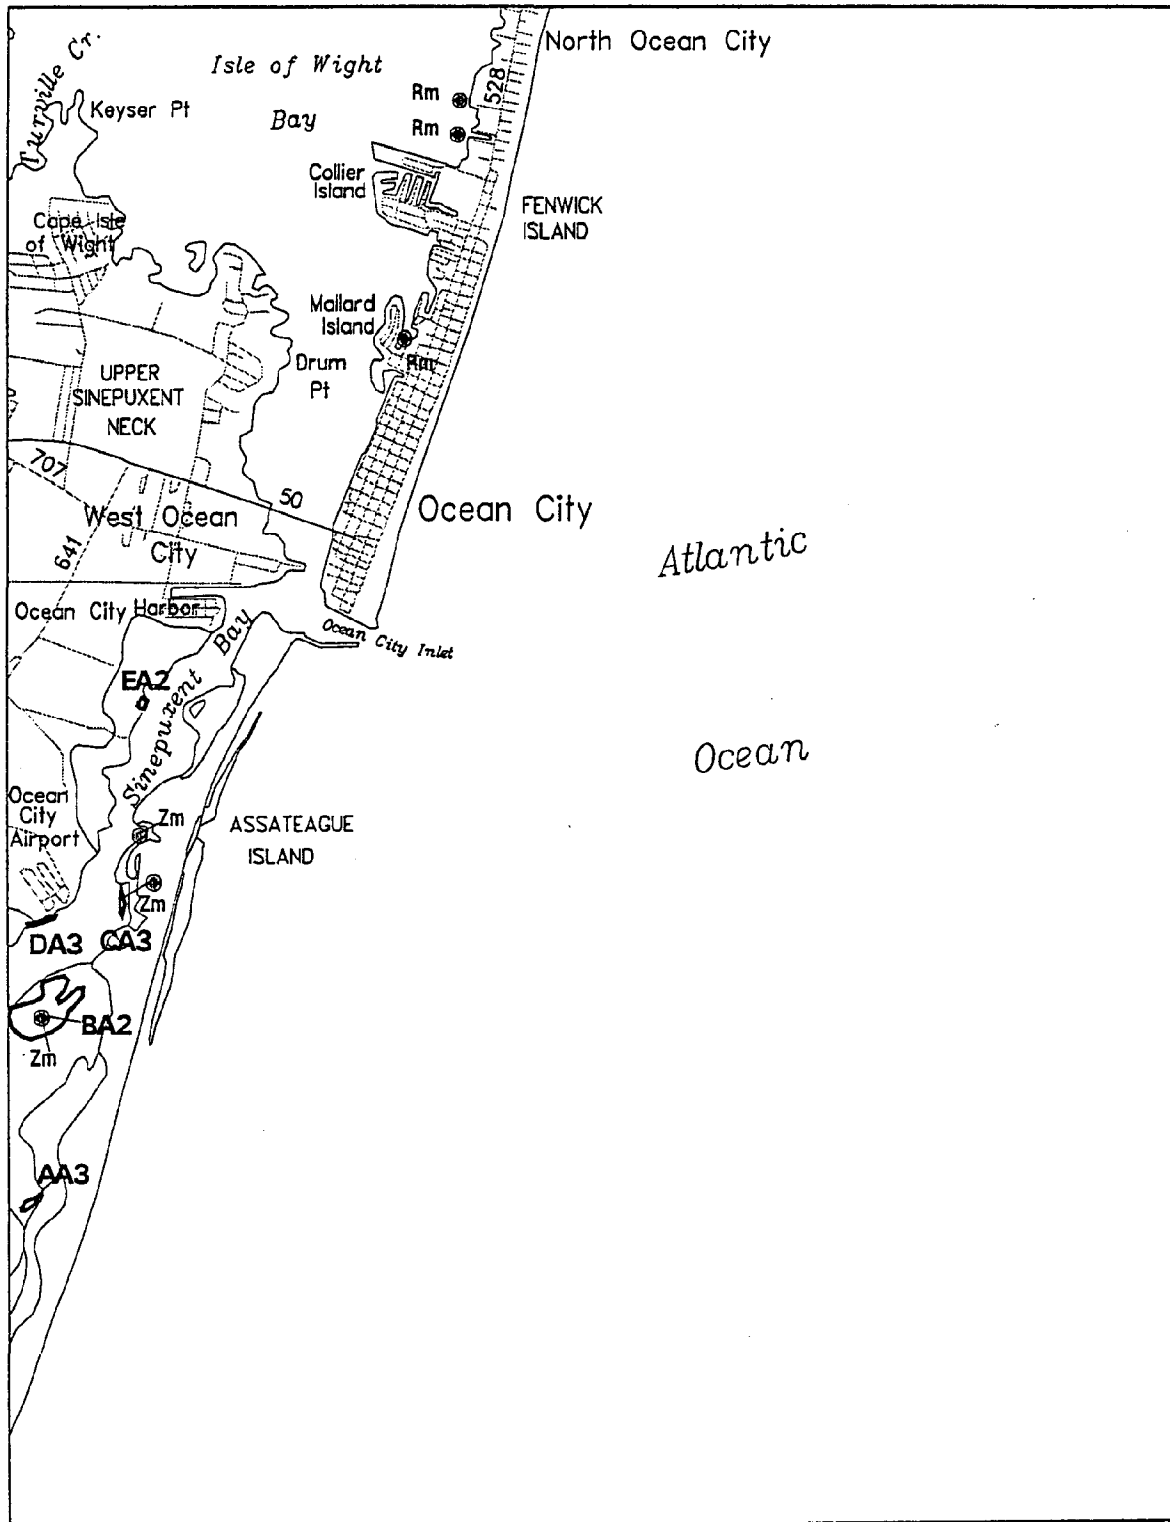 North Ocean City
Turville Cr.
Isle of Wight
Bay
Keyser Pt
Rm
528
Rm
Collier
Island
FENWICK
ISLAND
Cape Isle
of Wight
Mallard
Island
Rm
Drum
Pt
UPPER
SINEPUXENT
NECK
707
50
Ocean City
West Ocean
City
641
Atlantic
Ocean City Harbor
Ocean City Inlet
Sinepuxent Bay
EA2
Ocean
Ocean
City
Airport
Zm
ASSATEAGUE
ISLAND
Zm
DA3
CA3
BA2
Zm
AA3